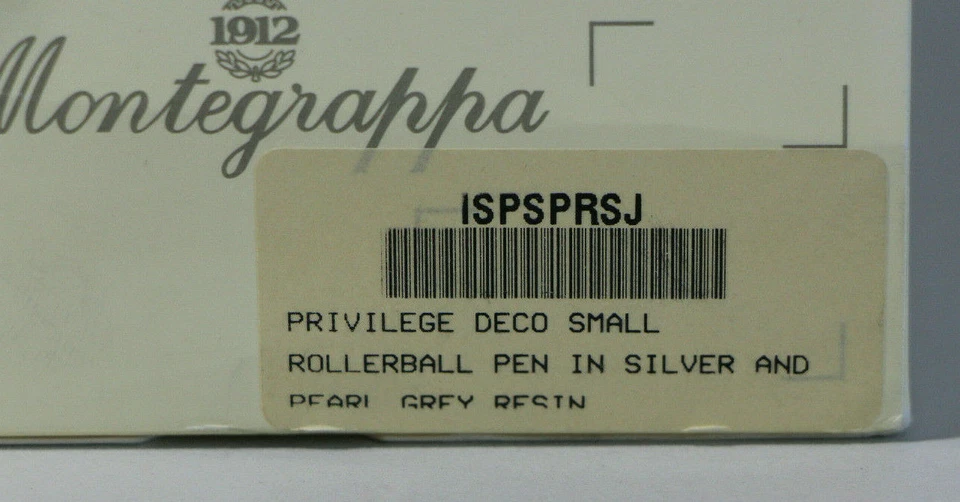 1912
Montegrappa
ISPSPRSJ
PRIVILEGE DECO SMALL
ROLLERBALL PEN IN SILVER AND
PEARL GREY RESIN